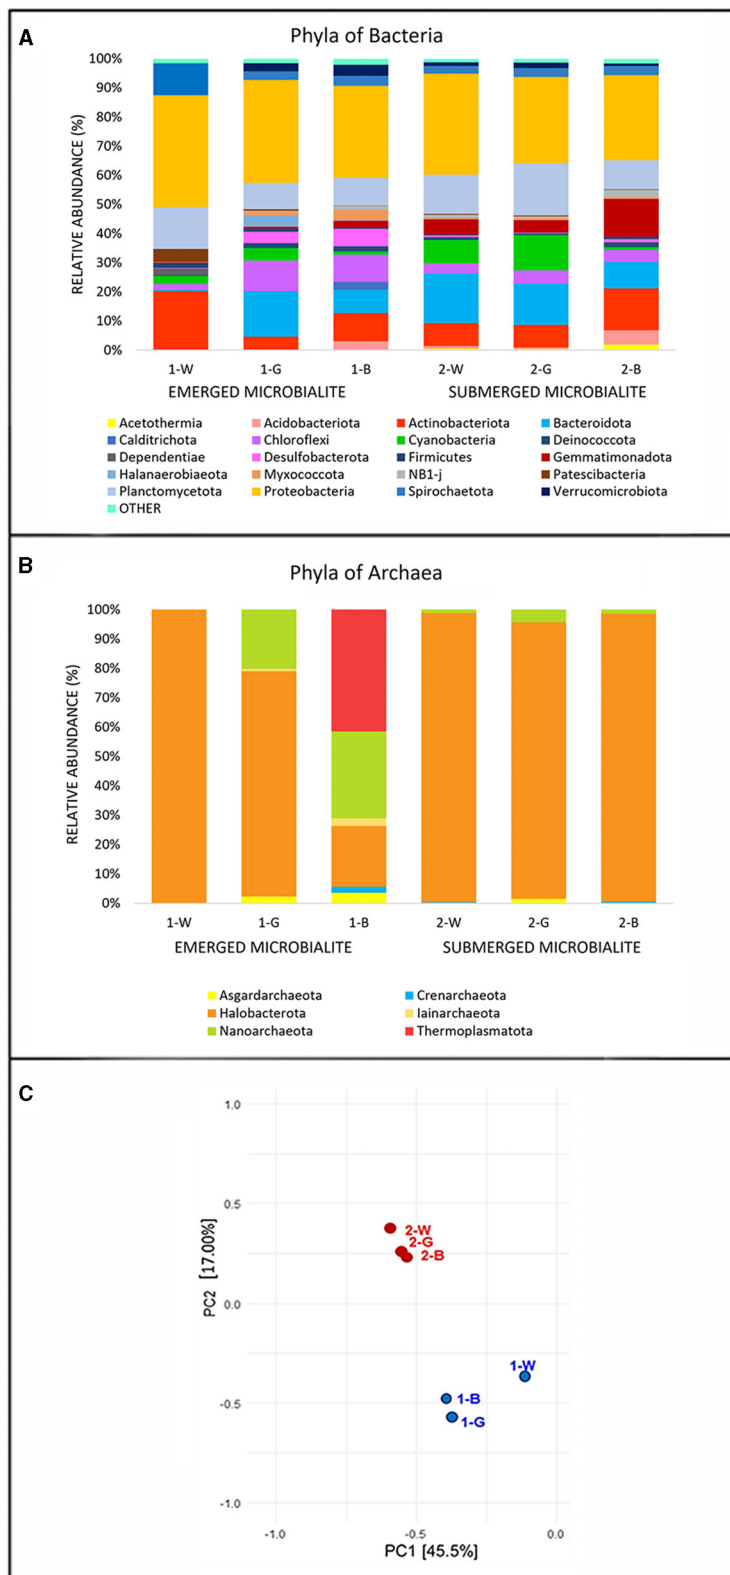 A
Phyla of Bacteria
RELATIVE ABUNDANCE (%)
100%
90%
80%
70%
60%
50%
40%
30%
20%
10%
0%
1-W 1-G 1-B 2-W 2-G 2-B
EMERGED MICROBIALITE SUBMERGED MICROBIALITE
Acetothermia Acidobacteriota Actinobacteriota Bacteroidota
Calditrichota Chloroflexi Cyanobacteria Deinococcota
Dependentiae Desulfobacterota Firmicutes Gemmatimonadota
Halanaerobiaeota Myxococcota NB1-j Patescibacteria
Planctomycetota Proteobacteria Spirochaetota Verrucomicrobiota
OTHER
B
Phyla of Archaea
RELATIVE ABUNDANCE (%)
100%
90%
80%
70%
60%
50%
40%
30%
20%
10%
0%
1-W 1-G 1-B 2-W 2-G 2-B
EMERGED MICROBIALITE SUBMERGED MICROBIALITE
Asgardarchaeota Crenarchaeota
Halobacterota Iainarchaeota
Nanoarchaeota Thermoplasmatota
C
PC2 [17.00%]
1.0
0.5
0.0
-0.5
-1.0
2-W
2-G
2-B
1-W
1-B
1-G
-1.0 -0.5 0.0
PC1 [45.5%]